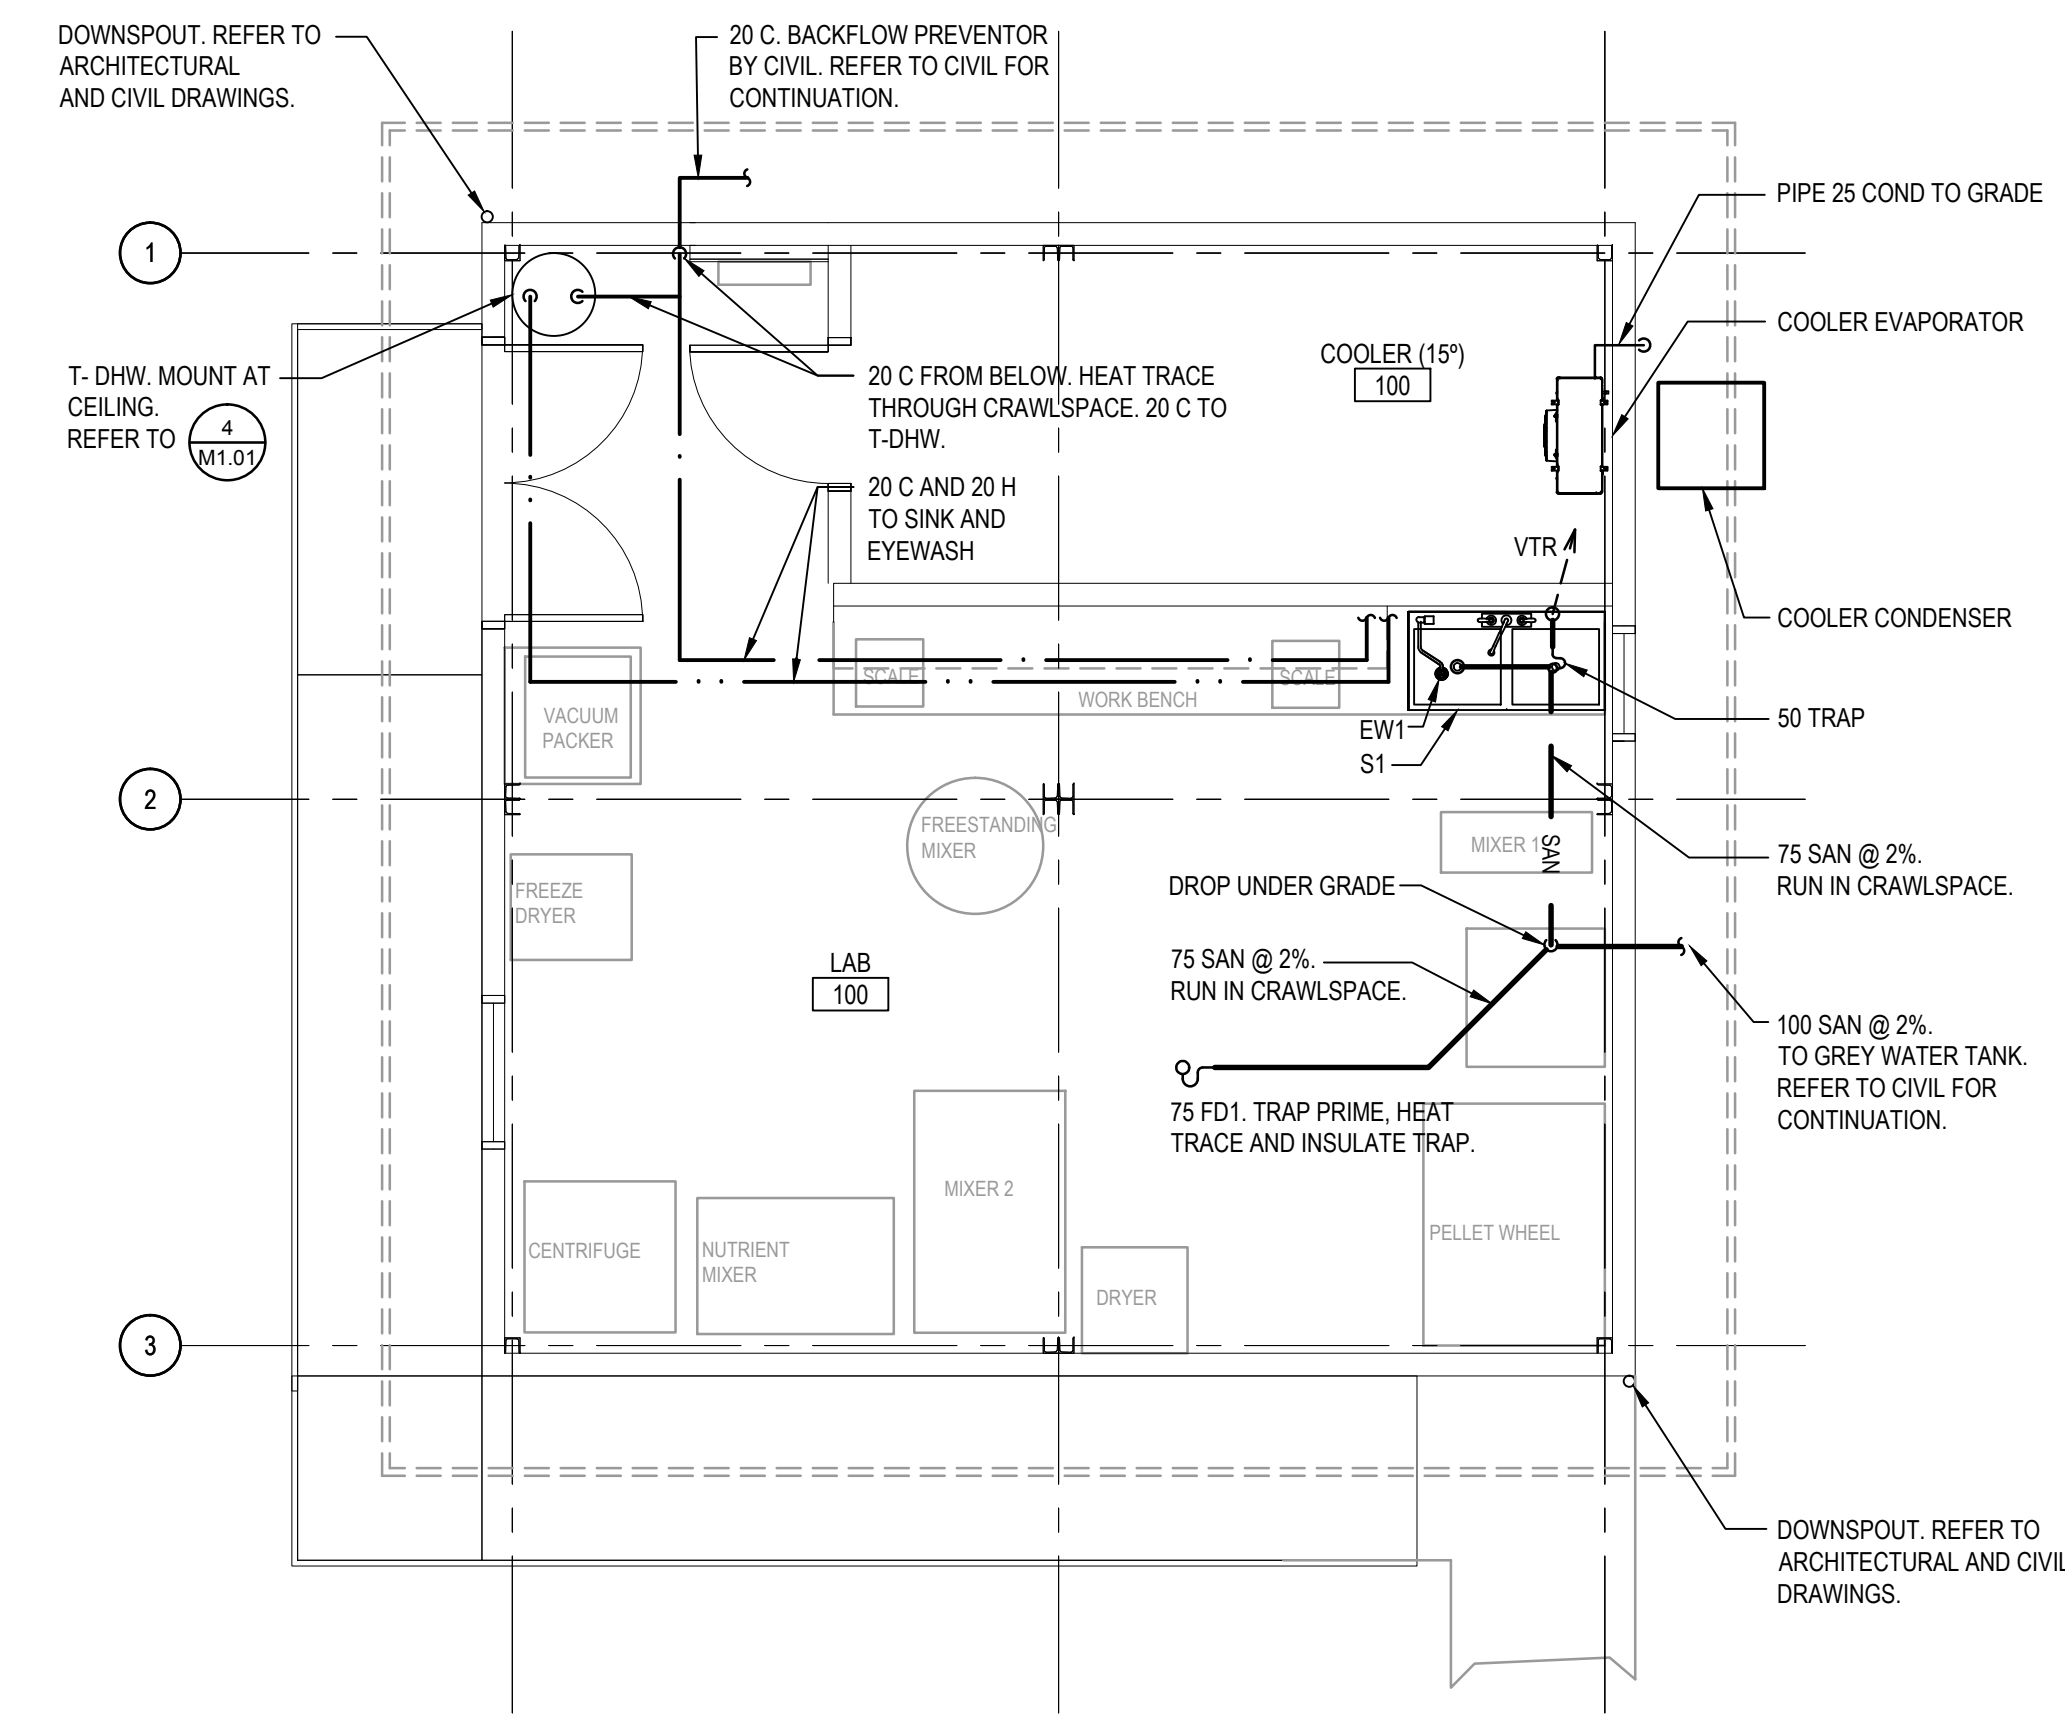 DOWNSPOUT. REFER TO
ARCHITECTURAL
AND CIVIL DRAWINGS.
20 C. BACKFLOW PREVENTOR
BY CIVIL. REFER TO CIVIL FOR
CONTINUATION.
PIPE 25 COND TO GRADE
1
COOLER EVAPORATOR
T- DHW. MOUNT AT
CEILING.
REFER TO
4
M1.01
20 C FROM BELOW. HEAT TRACE
THROUGH CRAWLSPACE. 20 C TO
T-DHW.
COOLER (15º)
100
20 C AND 20 H
TO SINK AND
EYEWASH
VTR
COOLER CONDENSER
SCALE
SCALE
WORK BENCH
VACUUM
PACKER
EW1
S1
50 TRAP
2
FREESTANDING
MIXER
MIXER 1
SAN
75 SAN @ 2%.
RUN IN CRAWLSPACE.
FREEZE
DRYER
DROP UNDER GRADE
LAB
100
75 SAN @ 2%.
RUN IN CRAWLSPACE.
100 SAN @ 2%.
TO GREY WATER TANK.
REFER TO CIVIL FOR
CONTINUATION.
75 FD1. TRAP PRIME, HEAT
TRACE AND INSULATE TRAP.
MIXER 2
CENTRIFUGE
NUTRIENT
MIXER
DRYER
PELLET WHEEL
3
DOWNSPOUT. REFER TO
ARCHITECTURAL AND CIVIL
DRAWINGS.